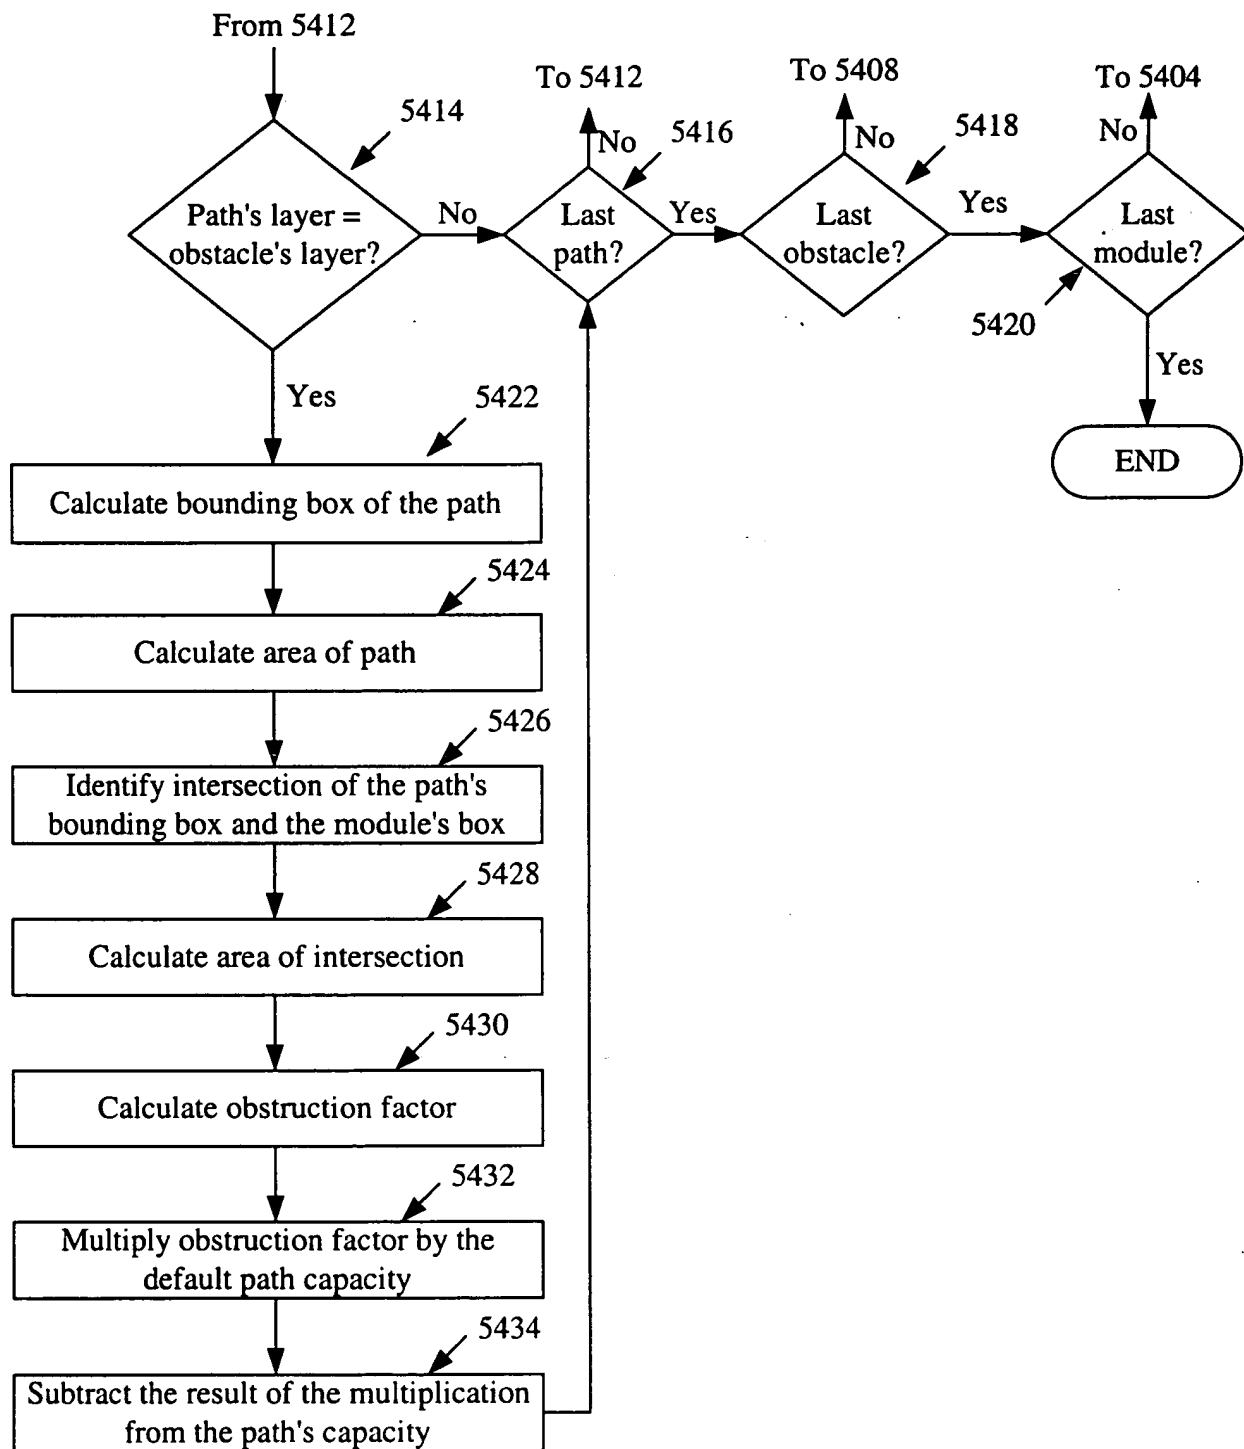 From 5412
To 5412
To 5408
To 5404
5414
5416
5418
No
No
No
Path's layer =
obstacle's layer?
No
Last
path?
Yes
Last
obstacle?
Yes
Last
module?
5420
Yes
Yes
END
5422
Calculate bounding box of the path
5424
Calculate area of path
5426
Identify intersection of the path's
bounding box and the module's box
5428
Calculate area of intersection
5430
Calculate obstruction factor
5432
Multiply obstruction factor by the
default path capacity
5434
Subtract the result of the multiplication
from the path's capacity